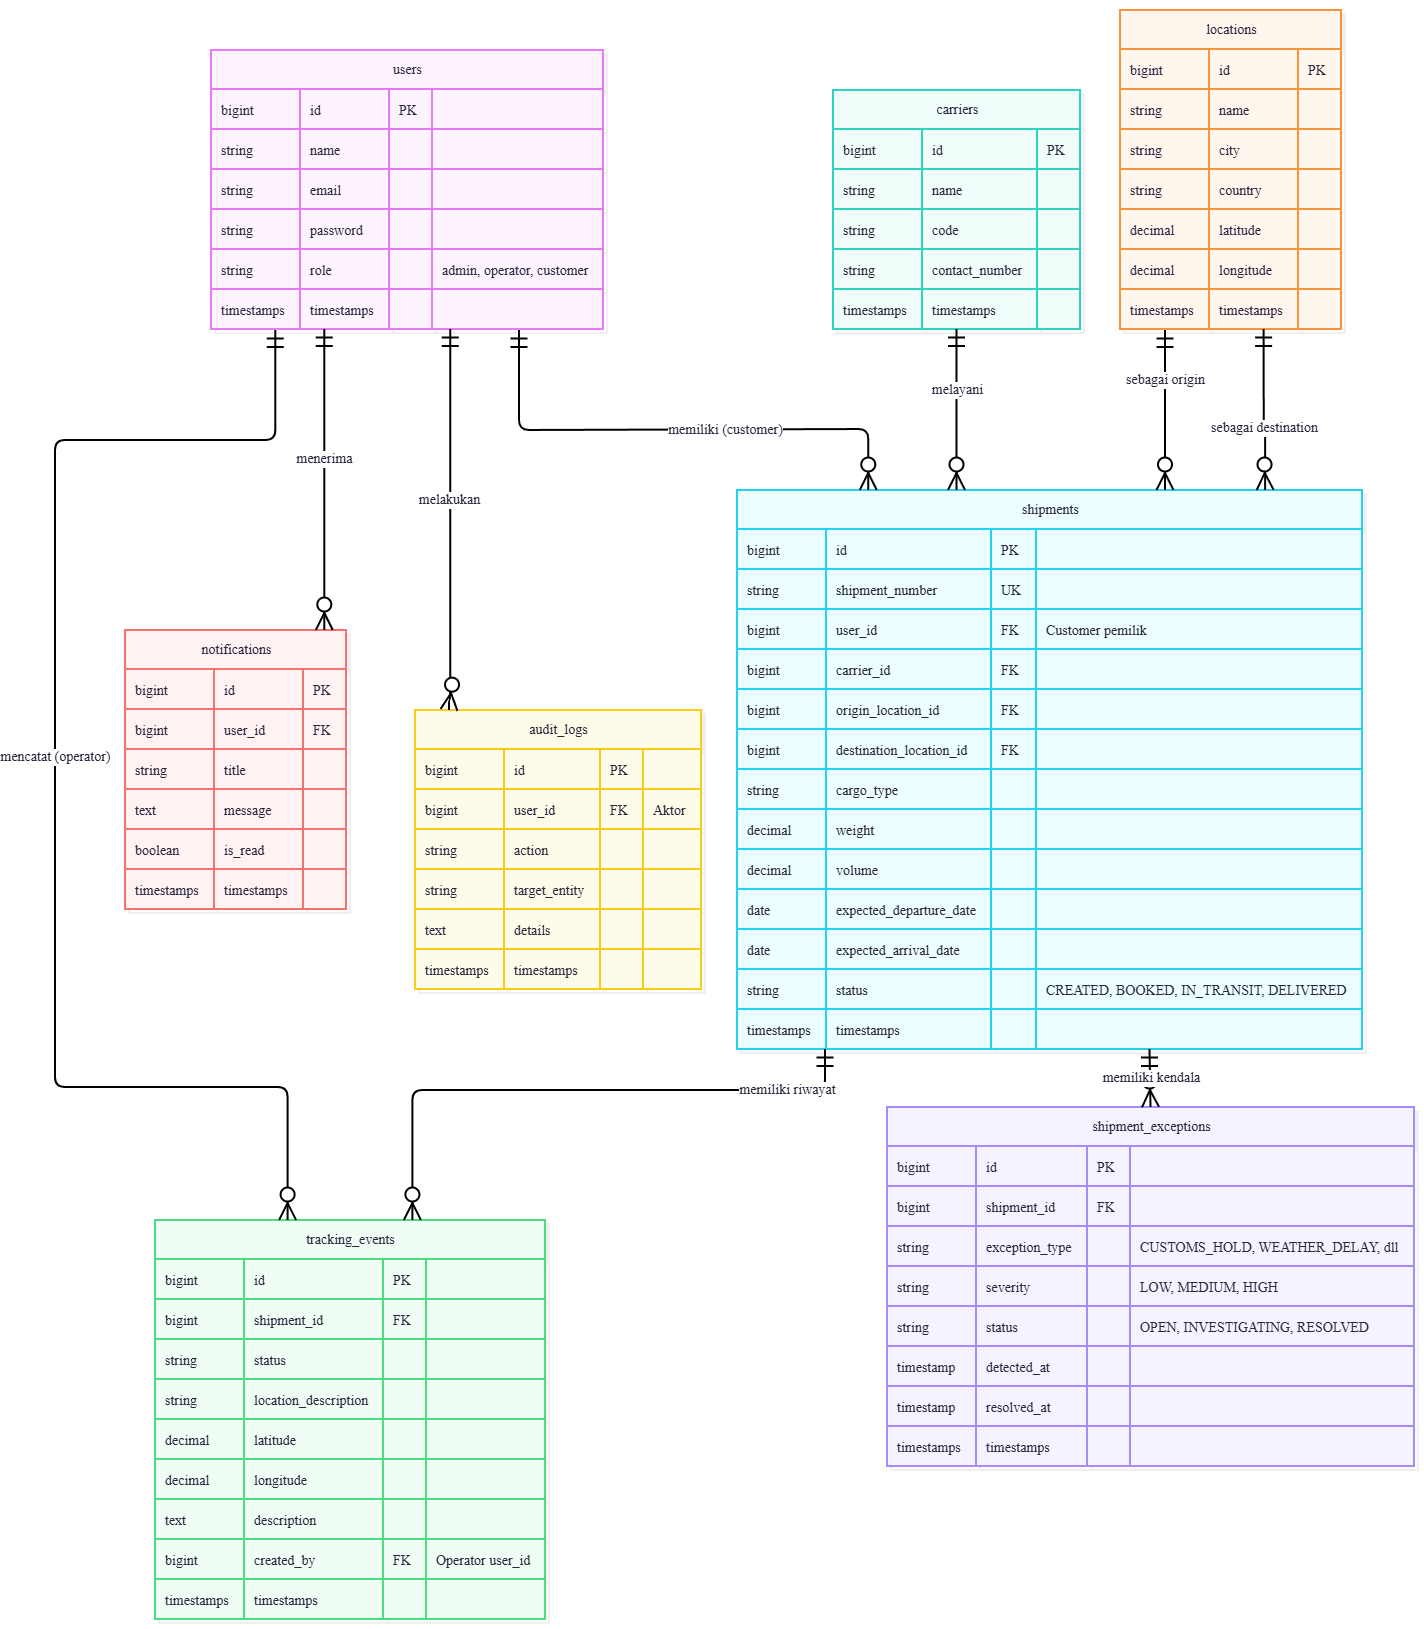 locations
bigint id PK
string name
string city
string country
decimal latitude
decimal longitude
timestamps timestamps
users
bigint id PK
string name
string email
string password
string role admin, operator, customer
timestamps timestamps
carriers
bigint id PK
string name
string code
string contact_number
timestamps timestamps
sebagai origin
melayani
sebagai destination
memiliki (customer)
menerima
melakukan
mencatat (operator)
shipments
bigint id PK
string shipment_number UK
bigint user_id FK Customer pemilik
bigint carrier_id FK
bigint origin_location_id FK
bigint destination_location_id FK
string cargo_type
decimal weight
decimal volume
date expected_departure_date
date expected_arrival_date
string status CREATED, BOOKED, IN_TRANSIT, DELIVERED
timestamps timestamps
notifications
bigint id PK
bigint user_id FK
string title
text message
boolean is_read
timestamps timestamps
audit_logs
bigint id PK
bigint user_id FK Aktor
string action
string target_entity
text details
timestamps timestamps
memiliki riwayat
memiliki kendala
shipment_exceptions
bigint id PK
bigint shipment_id FK
string exception_type CUSTOMS_HOLD, WEATHER_DELAY, dll
string severity LOW, MEDIUM, HIGH
string status OPEN, INVESTIGATING, RESOLVED
timestamp detected_at
timestamp resolved_at
timestamps timestamps
tracking_events
bigint id PK
bigint shipment_id FK
string status
string location_description
decimal latitude
decimal longitude
text description
bigint created_by FK Operator user_id
timestamps timestamps